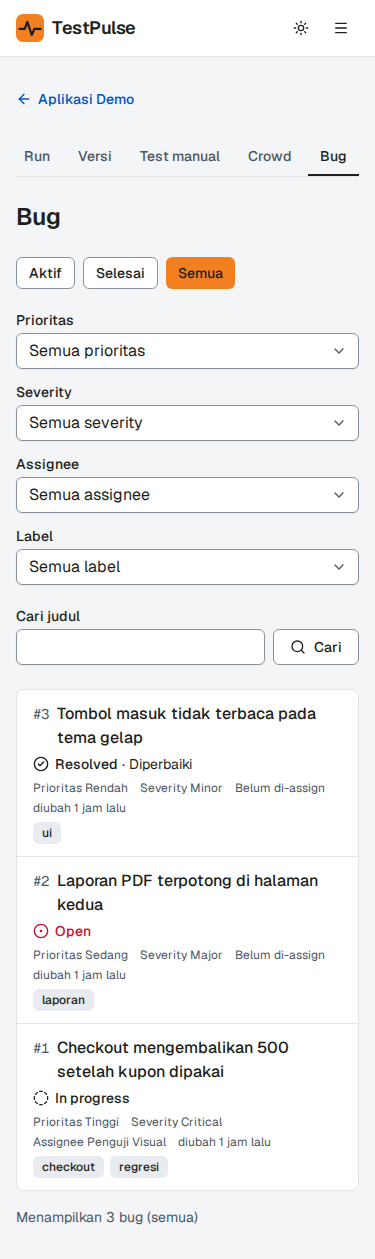 TestPulse
Aplikasi Demo
Run Versi Test manual Crowd Bug
Bug
Aktif Selesai Semua
Prioritas
Semua prioritas
Severity
Semua severity
Assignee
Semua assignee
Label
Semua label
Cari judul
Cari
#3 Tombol masuk tidak terbaca pada
tema gelap
Resolved · Diperbaiki
Prioritas Rendah Severity Minor Belum di-assign
diubah 1 jam lalu
ui
#2 Laporan PDF terpotong di halaman
kedua
Open
Prioritas Sedang Severity Major Belum di-assign
diubah 1 jam lalu
laporan
#1 Checkout mengembalikan 500
setelah kupon dipakai
In progress
Prioritas Tinggi Severity Critical
Assignee Penguji Visual diubah 1 jam lalu
checkout regresi
Menampilkan 3 bug (semua)